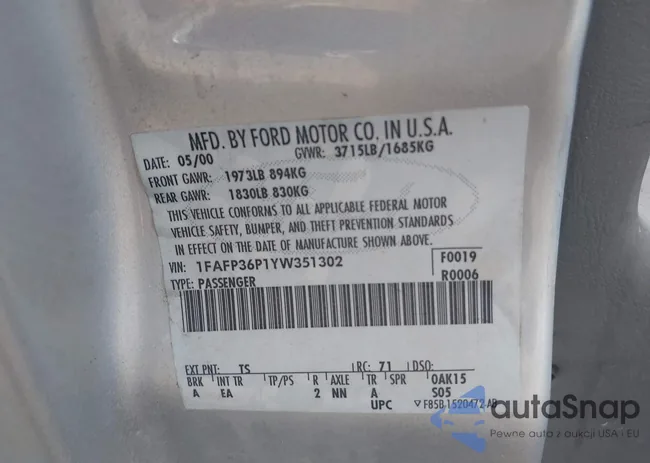 MFD. BY FORD MOTOR CO. IN U.S.A.
DATE: 05/00 GVWR: 3715LB/1685KG
FRONT GAWR: 1973LB 894KG
REAR GAWR: 1830LB 830KG
THIS VEHICLE CONFORMS TO ALL APPLICABLE FEDERAL MOTOR
VEHICLE SAFETY, BUMPER, AND THEFT PREVENTION STANDARDS
IN EFFECT ON THE DATE OF MANUFACTURE SHOWN ABOVE.
VIN: 1FAFP36P1YW351302 F0019
TYPE: PASSENGER R0006
EXT PNT: TS RC: 71 DSO:
BRK INT TR TP/PS R AXLE TR SPR 0AK15
A EA 2 NN A S05
UPC ▽ F85B 1520472 AB
autoSnap
Pewne auto z aukcji USA i EU